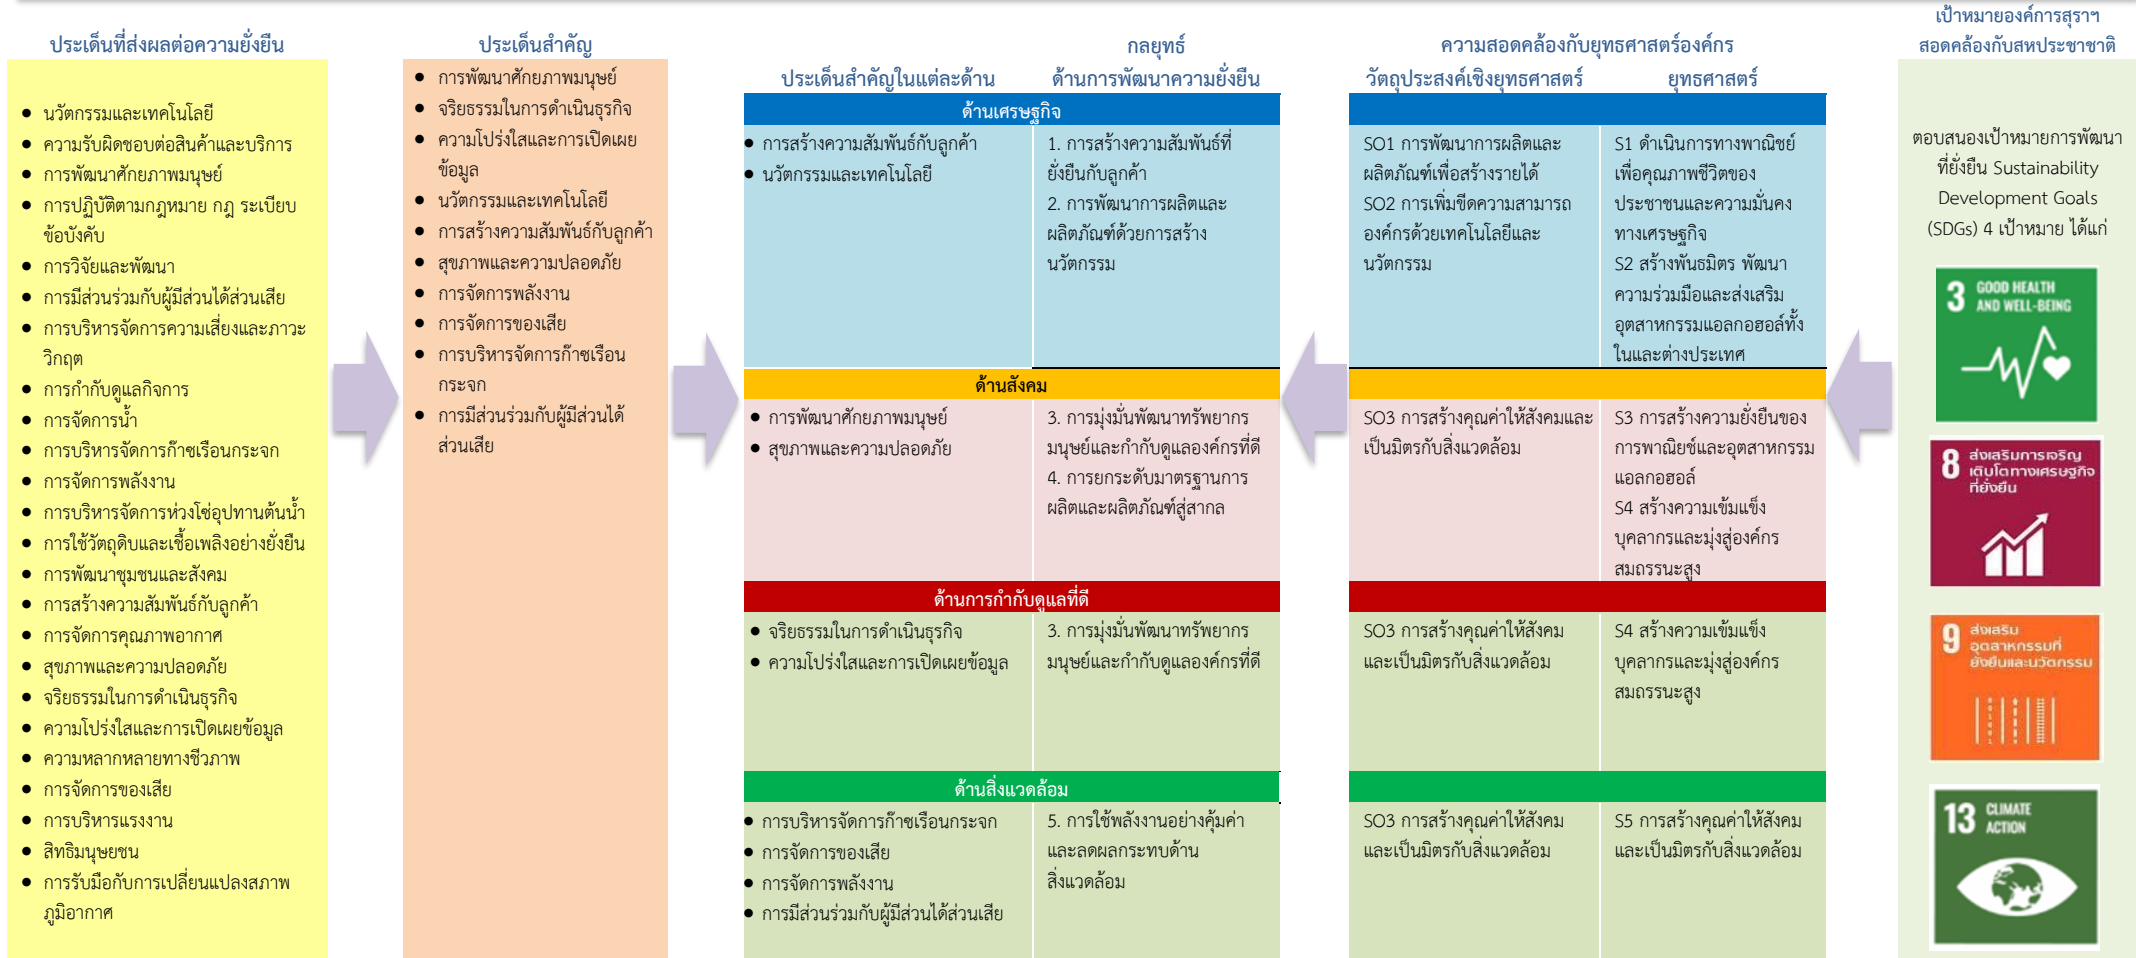 ประเด็นที่ส่งผลต่อความยั่งยืน
นวัตกรรมและเทคโนโลยี
ความรับผิดชอบต่อสินค้าและบริการ
การพัฒนาศักยภาพมนุษย์
การปฏิบัติตามกฎหมาย กฎ ระเบียบ
ข้อบังคับ
การวิจัยและพัฒนา
การมีส่วนร่วมกับผู้มีส่วนได้ส่วนเสีย
การบริหารจัดการความเสี่ยงและภาวะ
วิกฤต
การกำกับดูแลกิจการ
การจัดการน้ำ
การบริหารจัดการก๊าซเรือนกระจก
การจัดการพลังงาน
การบริหารจัดการห่วงโซ่อุปทานต้นน้ำ
การใช้วัตถุดิบและเชื้อเพลิงอย่างยั่งยืน
การพัฒนาชุมชนและสังคม
การสร้างความสัมพันธ์กับลูกค้า
การจัดการคุณภาพอากาศ
สุขภาพและความปลอดภัย
จริยธรรมในการดำเนินธุรกิจ
ความโปร่งใสและการเปิดเผยข้อมูล
ความหลากหลายทางชีวภาพ
การจัดการของเสีย
การบริหารแรงงาน
สิทธิมนุษยชน
การรับมือกับการเปลี่ยนแปลงสภาพ
ภูมิอากาศ
ประเด็นสำคัญ
การพัฒนาศักยภาพมนุษย์
จริยธรรมในการดำเนินธุรกิจ
ความโปร่งใสและการเปิดเผย
ข้อมูล
นวัตกรรมและเทคโนโลยี
การสร้างความสัมพันธ์กับลูกค้า
สุขภาพและความปลอดภัย
การจัดการพลังงาน
การจัดการของเสีย
การบริหารจัดการก๊าซเรือน
กระจก
การมีส่วนร่วมกับผู้มีส่วนได้
ส่วนเสีย
ประเด็นสำคัญในแต่ละด้าน
กลยุทธ์
ด้านการพัฒนาความยั่งยืน
ความสอดคล้องกับยุทธศาสตร์องค์กร
วัตถุประสงค์เชิงยุทธศาสตร์
ยุทธศาสตร์
ด้านเศรษฐกิจ
การสร้างความสัมพันธ์กับลูกค้า
นวัตกรรมและเทคโนโลยี
1. การสร้างความสัมพันธ์ที่
ยั่งยืนกับลูกค้า
2. การพัฒนาการผลิตและ
ผลิตภัณฑ์ด้วยการสร้าง
นวัตกรรม
SO1 การพัฒนาการผลิตและ
ผลิตภัณฑ์เพื่อสร้างรายได้
SO2 การเพิ่มขีดความสามารถ
องค์กรด้วยเทคโนโลยีและ
นวัตกรรม
S1 ดำเนินการทางพาณิชย์
เพื่อคุณภาพชีวิตของ
ประชาชนและความมั่นคง
ทางเศรษฐกิจ
S2 สร้างพันธมิตร พัฒนา
ความร่วมมือและส่งเสริม
อุตสาหกรรมแอลกอฮอล์ทั้ง
ในและต่างประเทศ
ด้านสังคม
การพัฒนาศักยภาพมนุษย์
สุขภาพและความปลอดภัย
3. การมุ่งมั่นพัฒนาทรัพยากร
มนุษย์และกำกับดูแลองค์กรที่ดี
4. การยกระดับมาตรฐานการ
ผลิตและผลิตภัณฑ์สู่สากล
SO3 การสร้างคุณค่าให้สังคมและ
เป็นมิตรกับสิ่งแวดล้อม
S3 การสร้างความยั่งยืนของ
การพาณิชย์และอุตสาหกรรม
แอลกอฮอล์
S4 สร้างความเข้มแข็ง
บุคลากรและมุ่งสู่องค์กร
สมถรรนะสูง
ด้านการกำกับดูแลที่ดี
จริยธรรมในการดำเนินธุรกิจ
ความโปร่งใสและการเปิดเผยข้อมูล
3. การมุ่งมั่นพัฒนาทรัพยากร
มนุษย์และกำกับดูแลองค์กรที่ดี
SO3 การสร้างคุณค่าให้สังคม
และเป็นมิตรกับสิ่งแวดล้อม
S4 สร้างความเข้มแข็ง
บุคลากรและมุ่งสู่องค์กร
สมถรรนะสูง
ด้านสิ่งแวดล้อม
การบริหารจัดการก๊าซเรือนกระจก
การจัดการของเสีย
การจัดการพลังงาน
การมีส่วนร่วมกับผู้มีส่วนได้ส่วนเสีย
5. การใช้พลังงานอย่างคุ้มค่า
และลดผลกระทบด้าน
สิ่งแวดล้อม
SO3 การสร้างคุณค่าให้สังคม
และเป็นมิตรกับสิ่งแวดล้อม
S5 การสร้างคุณค่าให้สังคม
และเป็นมิตรกับสิ่งแวดล้อม
เป้าหมายองค์การสุราฯ
สอดคล้องกับสหประชาชาติ
ตอบสนองเป้าหมายการพัฒนา
ที่ยั่งยืน Sustainability
Development Goals
(SDGs) 4 เป้าหมาย ได้แก่
3 GOOD HEALTH
AND WELL-BEING
8 ส่งเสริมการเจริญ
เติบโตทางเศรษฐกิจ
ที่ยั่งยืน
9 ส่งเสริม
อุตสาหกรรมที่
ยั่งยืนและนวัตกรรม
13 CLIMATE
ACTION